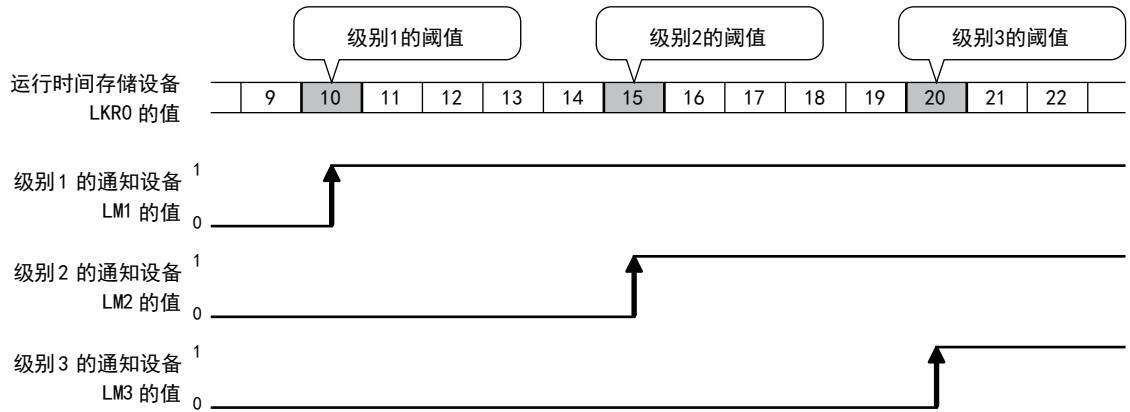 级别1的阈值 级别2的阈值 级别3的阈值
运行时间存储设备
LKR0 的值
9 10 11 12 13 14 15 16 17 18 19 20 21 22
级别1 的通知设备 1
LM1 的值 0
级别2 的通知设备 1
LM2 的值 0
级别3 的通知设备 1
LM3 的值 0